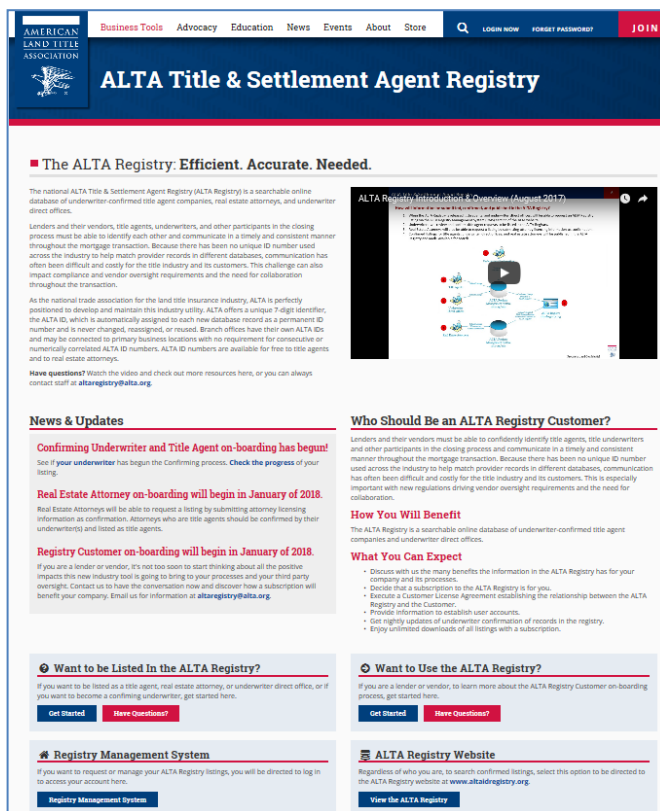 AMERICAN
LAND TITLE
ASSOCIATION
Business Tools Advocacy Education News Events About Store LOGIN NOW FORGET PASSWORD? JOIN
ALTA Title & Settlement Agent Registry
The ALTA Registry: Efficient. Accurate. Needed.
The national ALTA Title & Settlement Agent Registry (ALTA Registry) is a searchable online
database of underwriter-confirmed title agent companies, real estate attorneys, and underwriter
direct offices.
Lenders and their vendors, title agents, underwriters, and other participants in the closing
process must be able to identify each other and communicate in a timely and consistent manner
throughout the mortgage transaction. Because there has been no unique ID number used
across the industry to help match provider records in different databases, communication has
often been difficult and costly for the title industry and its customers. This challenge can also
impact compliance and vendor oversight requirements and the need for collaboration
throughout the transaction.
As the national trade association for the land title insurance industry, ALTA is perfectly
positioned to develop and maintain this industry utility. ALTA offers a unique 7-digit identifier,
the ALTA ID, which is automatically assigned to each new database record as a permanent ID
number and is never changed, reassigned, or reused. Branch offices have their own ALTA IDs
and may be connected to primary business locations with no requirement for consecutive or
numerically correlated ALTA ID numbers. ALTA ID numbers are available for free to title agents
and to real estate attorneys.
Have questions? Watch the video and check out more resources here, or you can always
contact staff at altaregistry@alta.org.
ALTA Registry Introduction & Overview (August 2017)
News & Updates
Confirming Underwriter and Title Agent on-boarding has begun!
See if your underwriter has begun the Confirming process. Check the progress of your
listing.
Real Estate Attorney on-boarding will begin in January of 2018.
Real Estate Attorneys will be able to request a listing by submitting attorney licensing
information as confirmation. Attorneys who are title agents should be confirmed by their
underwriter(s) and listed as title agents.
Registry Customer on-boarding will begin in January of 2018.
If you are a lender or vendor, it's not too soon to start thinking about all the positive
impacts this new industry tool is going to bring to your processes and your third party
oversight. Contact us to have the conversation now and discover how a subscription will
benefit your company. Email us for information at altaregistry@alta.org.
Who Should Be an ALTA Registry Customer?
Lenders and their vendors must be able to confidently identify title agents, title underwriters
and other participants in the closing process and communicate in a timely and consistent
manner throughout the mortgage transaction. Because there has been no unique ID number
used across the industry to help match provider records in different databases, communication
has often been difficult and costly for the title industry and its customers. This is especially
important with new regulations driving vendor oversight requirements and the need for
collaboration.
How You Will Benefit
The ALTA Registry is a searchable online database of underwriter-confirmed title agent
companies and underwriter direct offices.
What You Can Expect
• Discuss with us the many benefits the information in the ALTA Registry has for your
company and its processes.
• Decide that a subscription to the ALTA Registry is for you.
• Execute a Customer License Agreement establishing the relationship between the ALTA
Registry and the Customer.
• Provide information to establish user accounts.
• Get nightly updates of underwriter confirmation of records in the registry.
• Enjoy unlimited downloads of all listings with a subscription.
Want to be Listed In the ALTA Registry?
If you want to be listed as a title agent, real estate attorney, or underwriter direct office, or if
you want to become a confirming underwriter, get started here.
Get Started Have Questions?
Want to Use the ALTA Registry?
If you are a lender or vendor, to learn more about the ALTA Registry Customer on-boarding
process, get started here.
Get Started Have Questions?
Registry Management System
If you want to request or manage your ALTA Registry listings, you will be directed to log in
to access your account here.
Registry Management System
ALTA Registry Website
Regardless of who you are, to search confirmed listings, select this option to be directed to
the ALTA Registry website at www.altaidregistry.org.
View the ALTA Registry